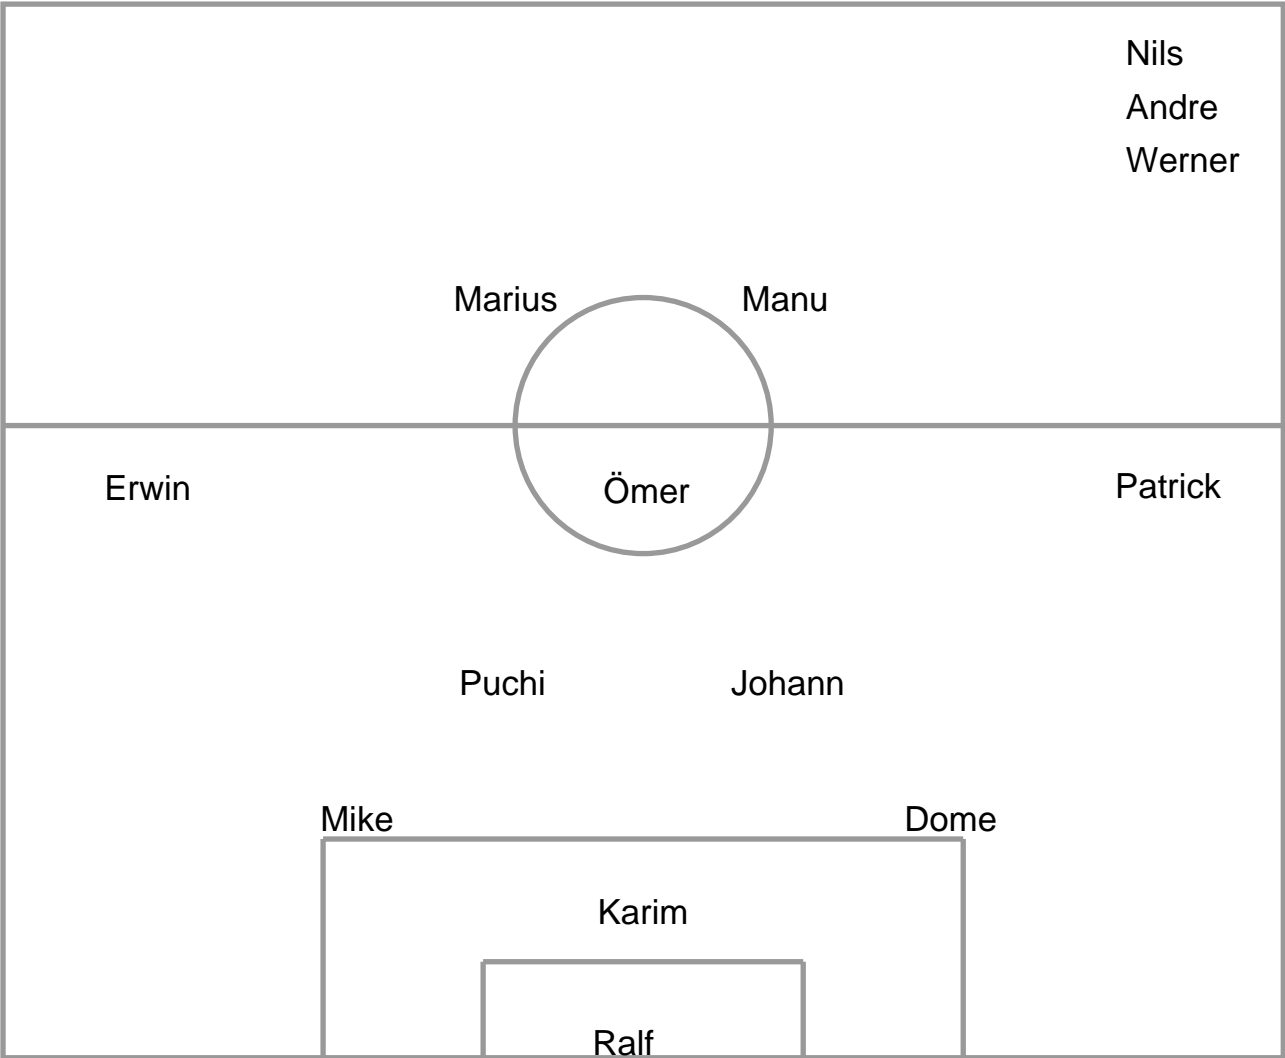 Nils
Andre
Werner
Marius Manu
Erwin Ömer Patrick
Puchi Johann
Mike Dome
Karim
Ralf